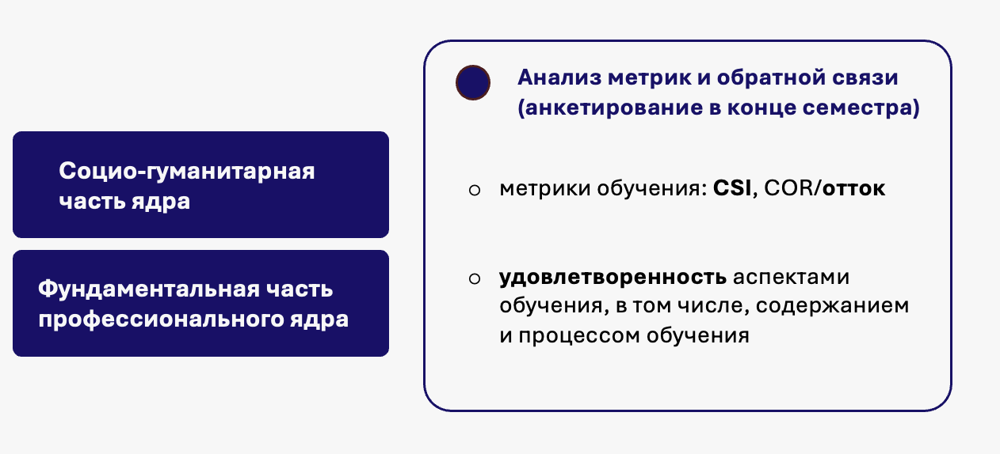 Социо-гуманитарная
часть ядра
Фундаментальная часть
профессионального ядра
Анализ метрик и обратной связи
(анкетирование в конце семестра)
метрики обучения: CSI, COR/отток
удовлетворенность аспектами
обучения, в том числе, содержанием
и процессом обучения